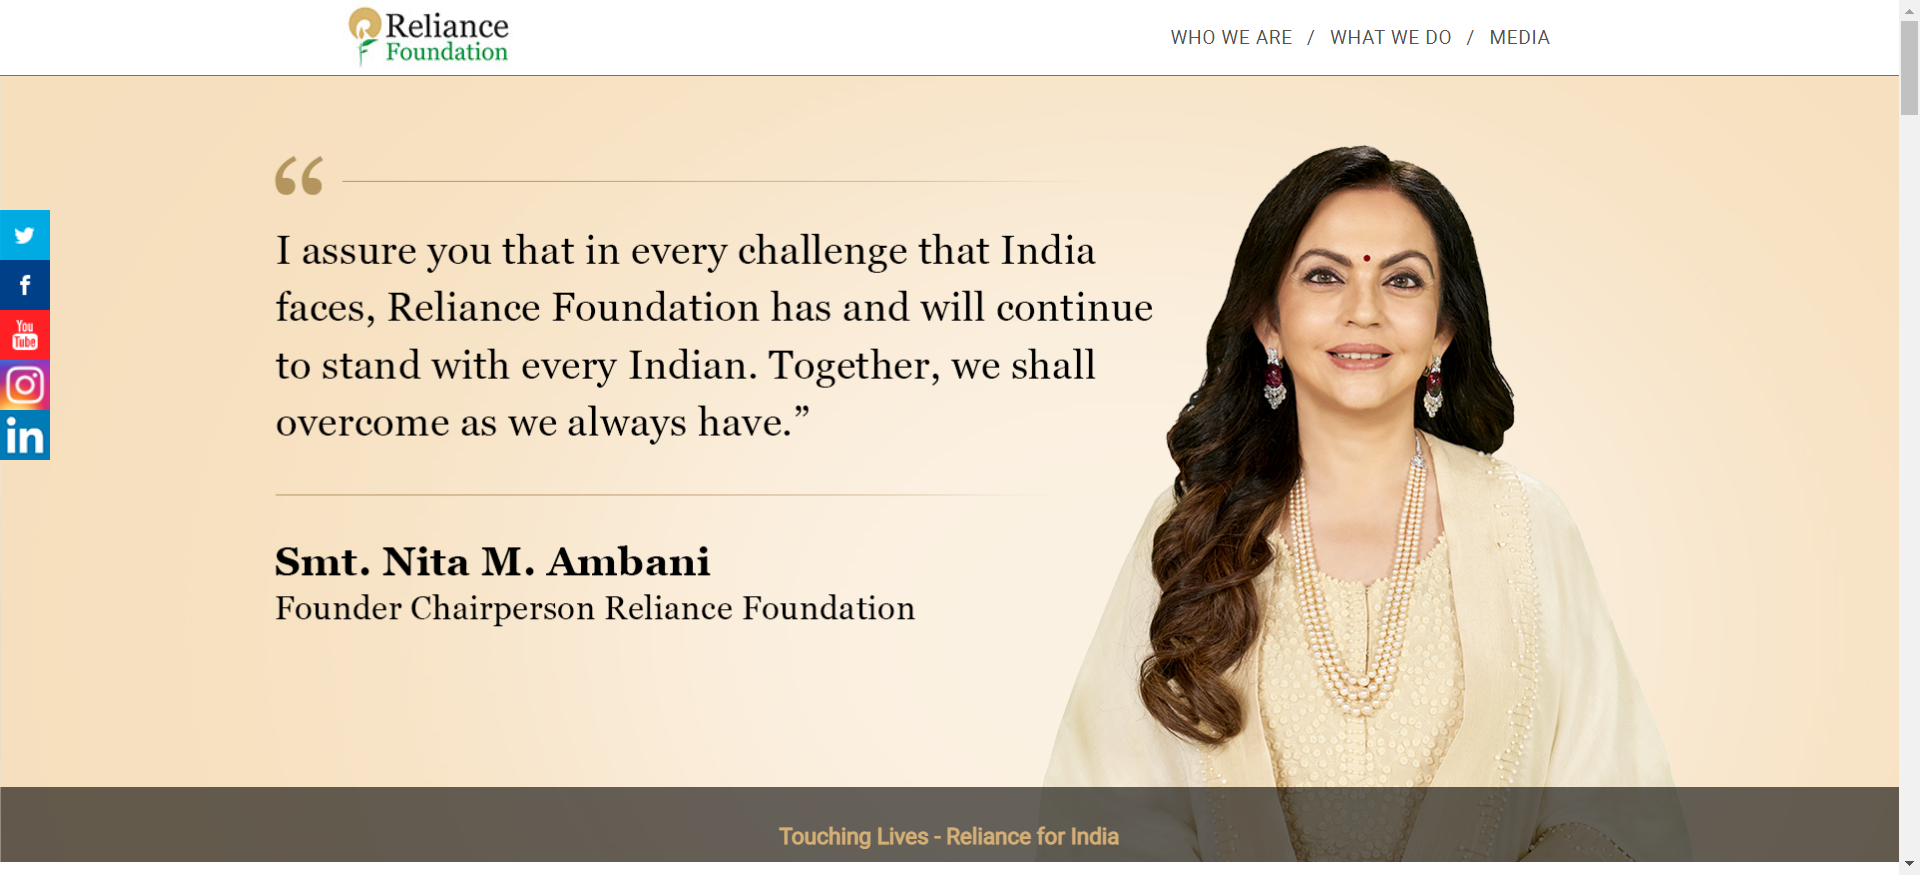 Reliance
Foundation
WHO WE ARE / WHAT WE DO / MEDIA
“
I assure you that in every challenge that India
faces, Reliance Foundation has and will continue
to stand with every Indian. Together, we shall
overcome as we always have.”
Smt. Nita M. Ambani
Founder Chairperson Reliance Foundation
f
You
Tube
in
Touching Lives - Reliance for India